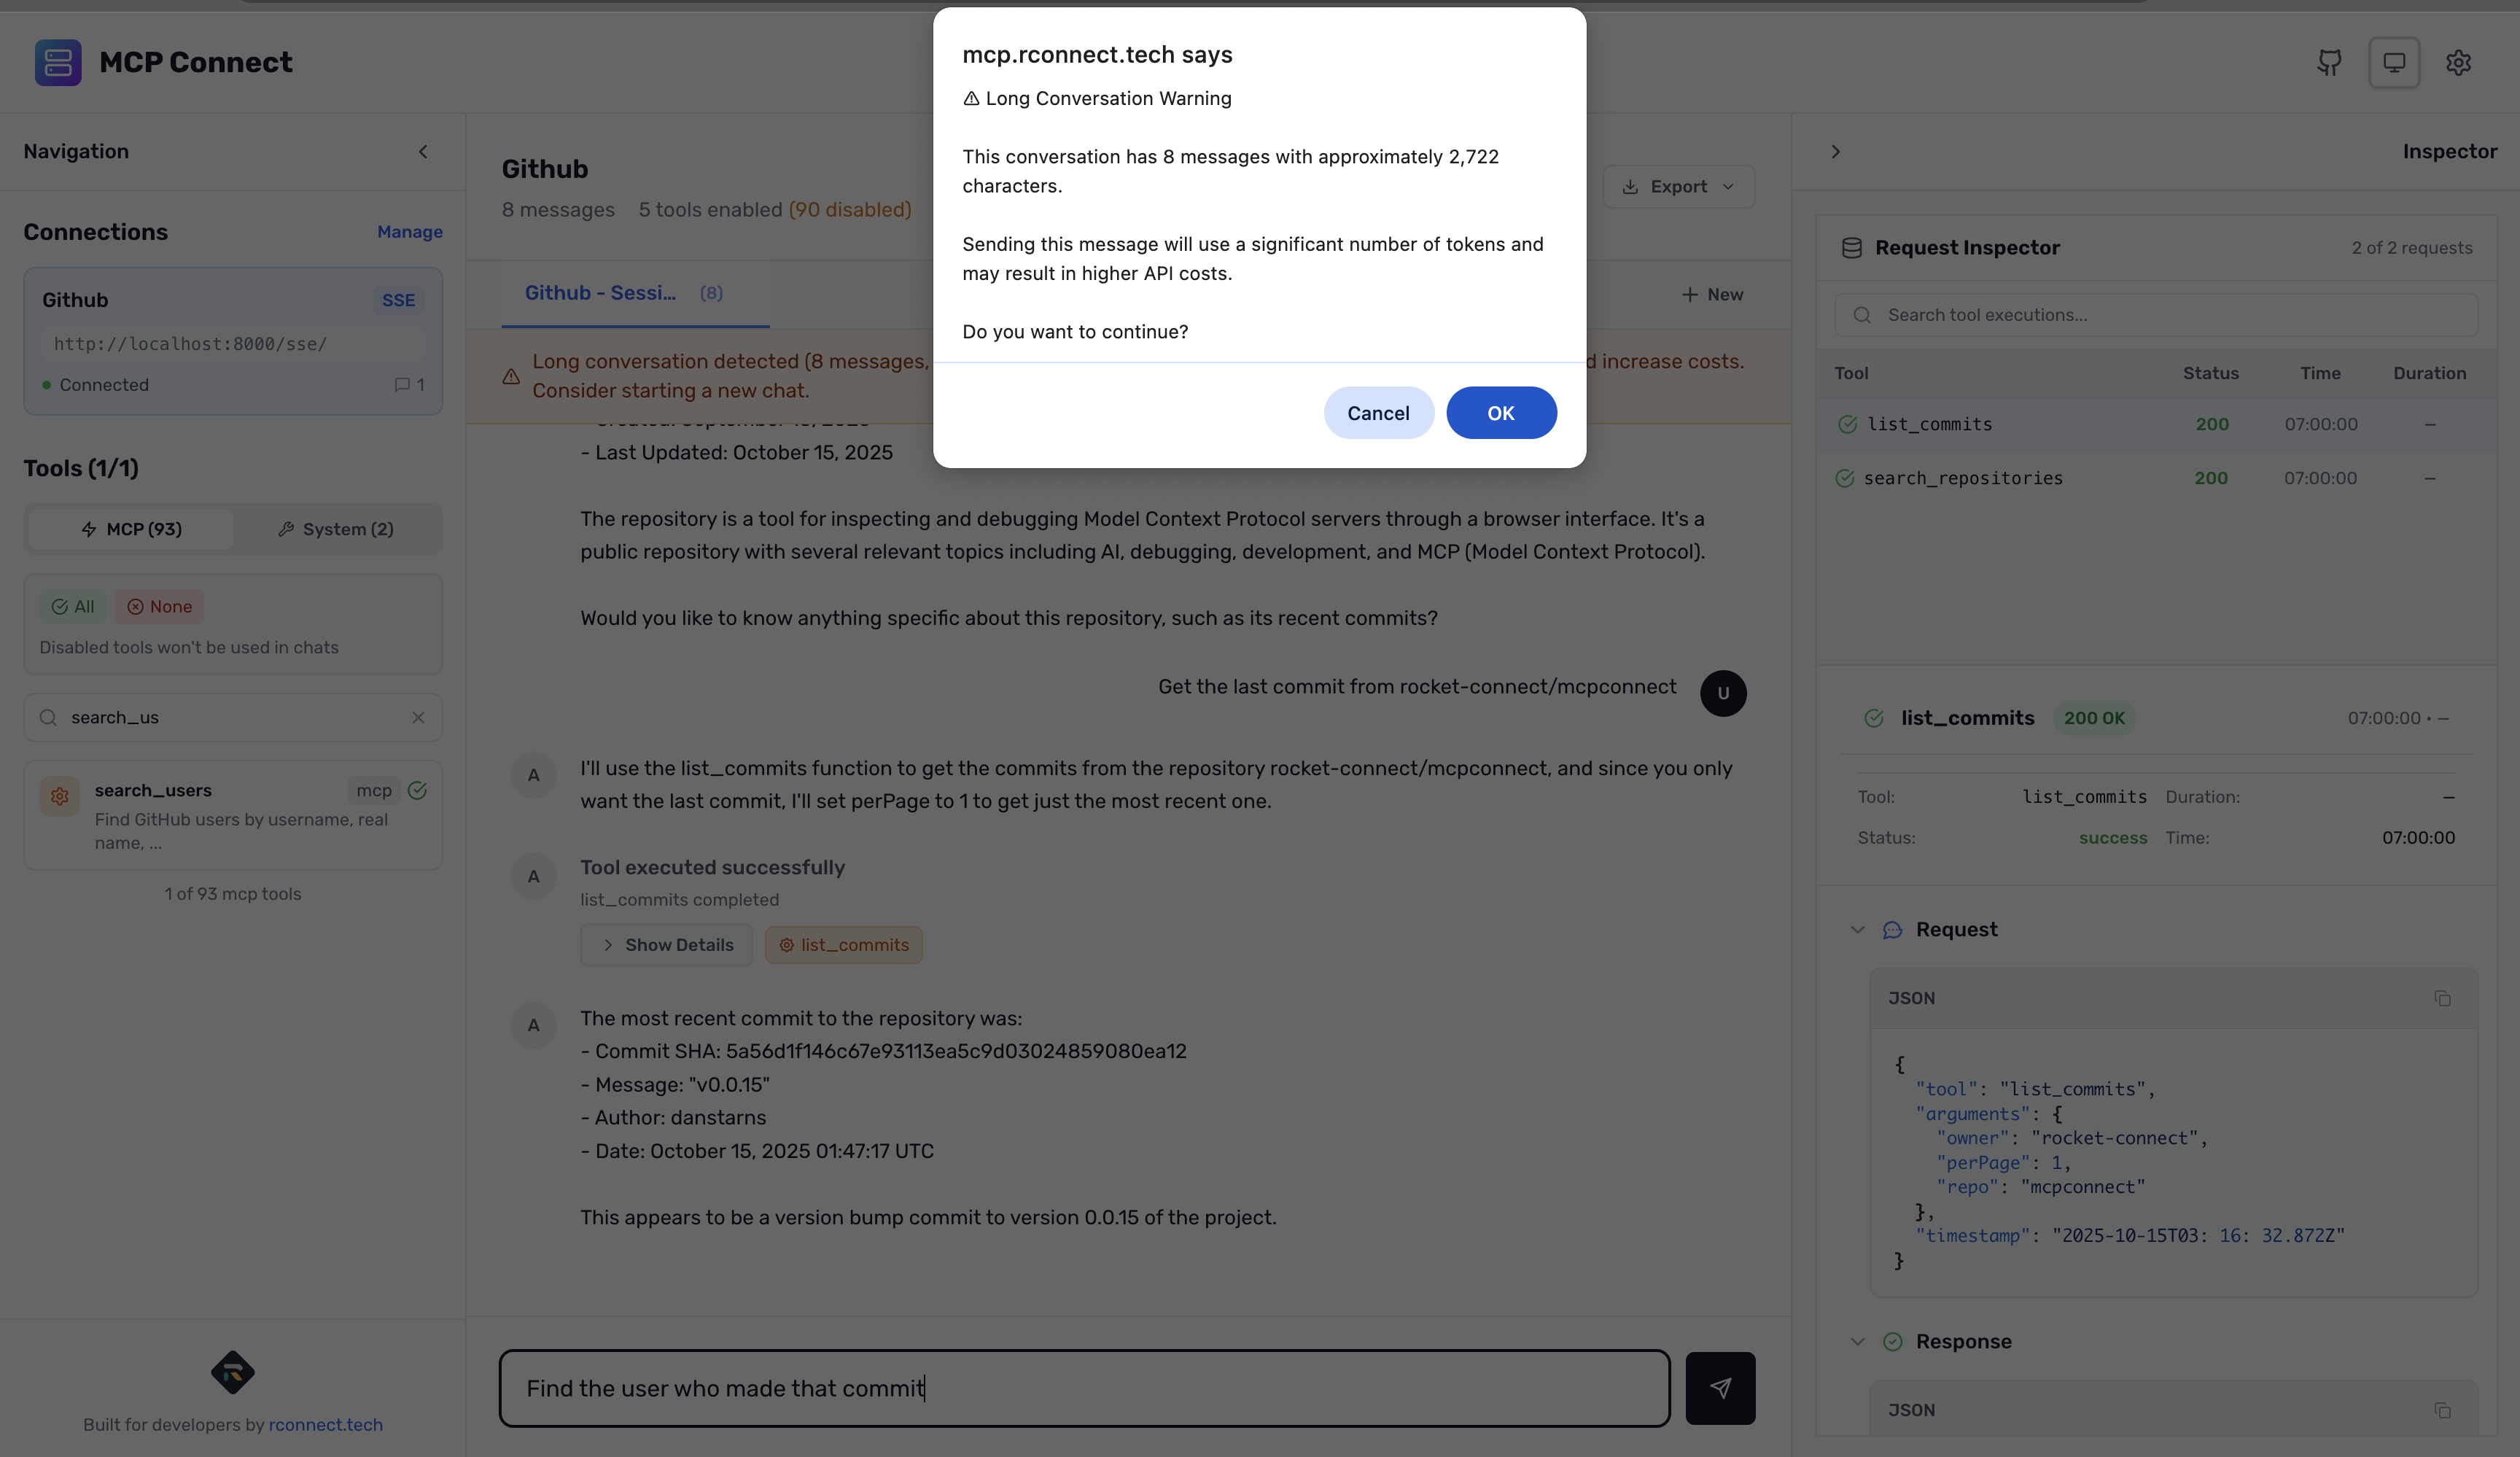 mcp.rconnect.tech says
⚠ Long Conversation Warning
This conversation has 8 messages with approximately 2,722
characters.
Sending this message will use a significant number of tokens and
may result in higher API costs.
Do you want to continue?
Cancel
OK
MCP Connect
Navigation
Connections
Manage
Github
SSE
http://localhost:8000/sse/
Connected
1
Tools (1/1)
MCP (93)
System (2)
All
None
Disabled tools won't be used in chats
search_us
search_users
mcp
Find GitHub users by username, real
name, ...
1 of 93 mcp tools
Built for developers by rconnect.tech
Github
8 messages
5 tools enabled (90 disabled)
Export
Github - Sessi...
(8)
New
Long conversation detected (8 messages,
d increase costs.
Consider starting a new chat.
- Last Updated: October 15, 2025
The repository is a tool for inspecting and debugging Model Context Protocol servers through a browser interface. It's a
public repository with several relevant topics including AI, debugging, development, and MCP (Model Context Protocol).
Would you like to know anything specific about this repository, such as its recent commits?
Get the last commit from rocket-connect/mcpconnect
U
A
I'll use the list_commits function to get the commits from the repository rocket-connect/mcpconnect, and since you only
want the last commit, I'll set perPage to 1 to get just the most recent one.
A
Tool executed successfully
list_commits completed
Show Details
list_commits
A
The most recent commit to the repository was:
- Commit SHA: 5a56d1f146c67e93113ea5c9d03024859080ea12
- Message: "v0.0.15"
- Author: danstarns
- Date: October 15, 2025 01:47:17 UTC
This appears to be a version bump commit to version 0.0.15 of the project.
Find the user who made that commit
Inspector
Request Inspector
2 of 2 requests
Search tool executions...
Tool
Status
Time
Duration
list_commits
200
07:00:00
—
search_repositories
200
07:00:00
—
list_commits
200 OK
07:00:00 • —
Tool:
list_commits
Duration:
—
Status:
success
Time:
07:00:00
Request
JSON
{
"tool": "list_commits",
"arguments": {
"owner": "rocket-connect",
"perPage": 1,
"repo": "mcpconnect"
},
"timestamp": "2025-10-15T03: 16: 32.872Z"
}
Response
JSON